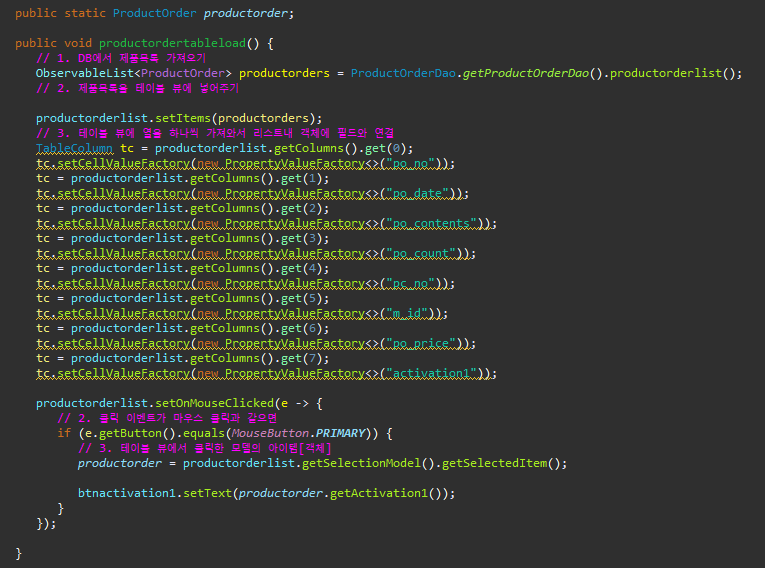 public static ProductOrder productorder;
public void productordertableload() {
// 1. DB에서 제품목록 가져오기
ObservableList<ProductOrder> productorders = ProductOrderDao.getProductOrderDao().productorderlist();
// 2. 제품목록을 테이블 뷰에 넣어주기
productorderlist.setItems(productorders);
// 3. 테이블 뷰에 열을 하나씩 가져와서 리스트내 객체에 필드와 연결
TableColumn tc = productorderlist.getColumns().get(0);
tc.setCellValueFactory(new PropertyValueFactory<>("po_no"));
tc = productorderlist.getColumns().get(1);
tc.setCellValueFactory(new PropertyValueFactory<>("po_date"));
tc = productorderlist.getColumns().get(2);
tc.setCellValueFactory(new PropertyValueFactory<>("po_contents"));
tc = productorderlist.getColumns().get(3);
tc.setCellValueFactory(new PropertyValueFactory<>("po_count"));
tc = productorderlist.getColumns().get(4);
tc.setCellValueFactory(new PropertyValueFactory<>("pc_no"));
tc = productorderlist.getColumns().get(5);
tc.setCellValueFactory(new PropertyValueFactory<>("m_id"));
tc = productorderlist.getColumns().get(6);
tc.setCellValueFactory(new PropertyValueFactory<>("po_price"));
tc = productorderlist.getColumns().get(7);
tc.setCellValueFactory(new PropertyValueFactory<>("activation1"));
productorderlist.setOnMouseClicked(e -> {
// 2. 클릭 이벤트가 마우스 클릭과 같으면
if (e.getButton().equals(MouseButton.PRIMARY)) {
// 3. 테이블 뷰에서 클릭한 모델의 아이템[객체]
productorder = productorderlist.getSelectionModel().getSelectedItem();
btnactivation1.setText(productorder.getActivation1());
}
});
}